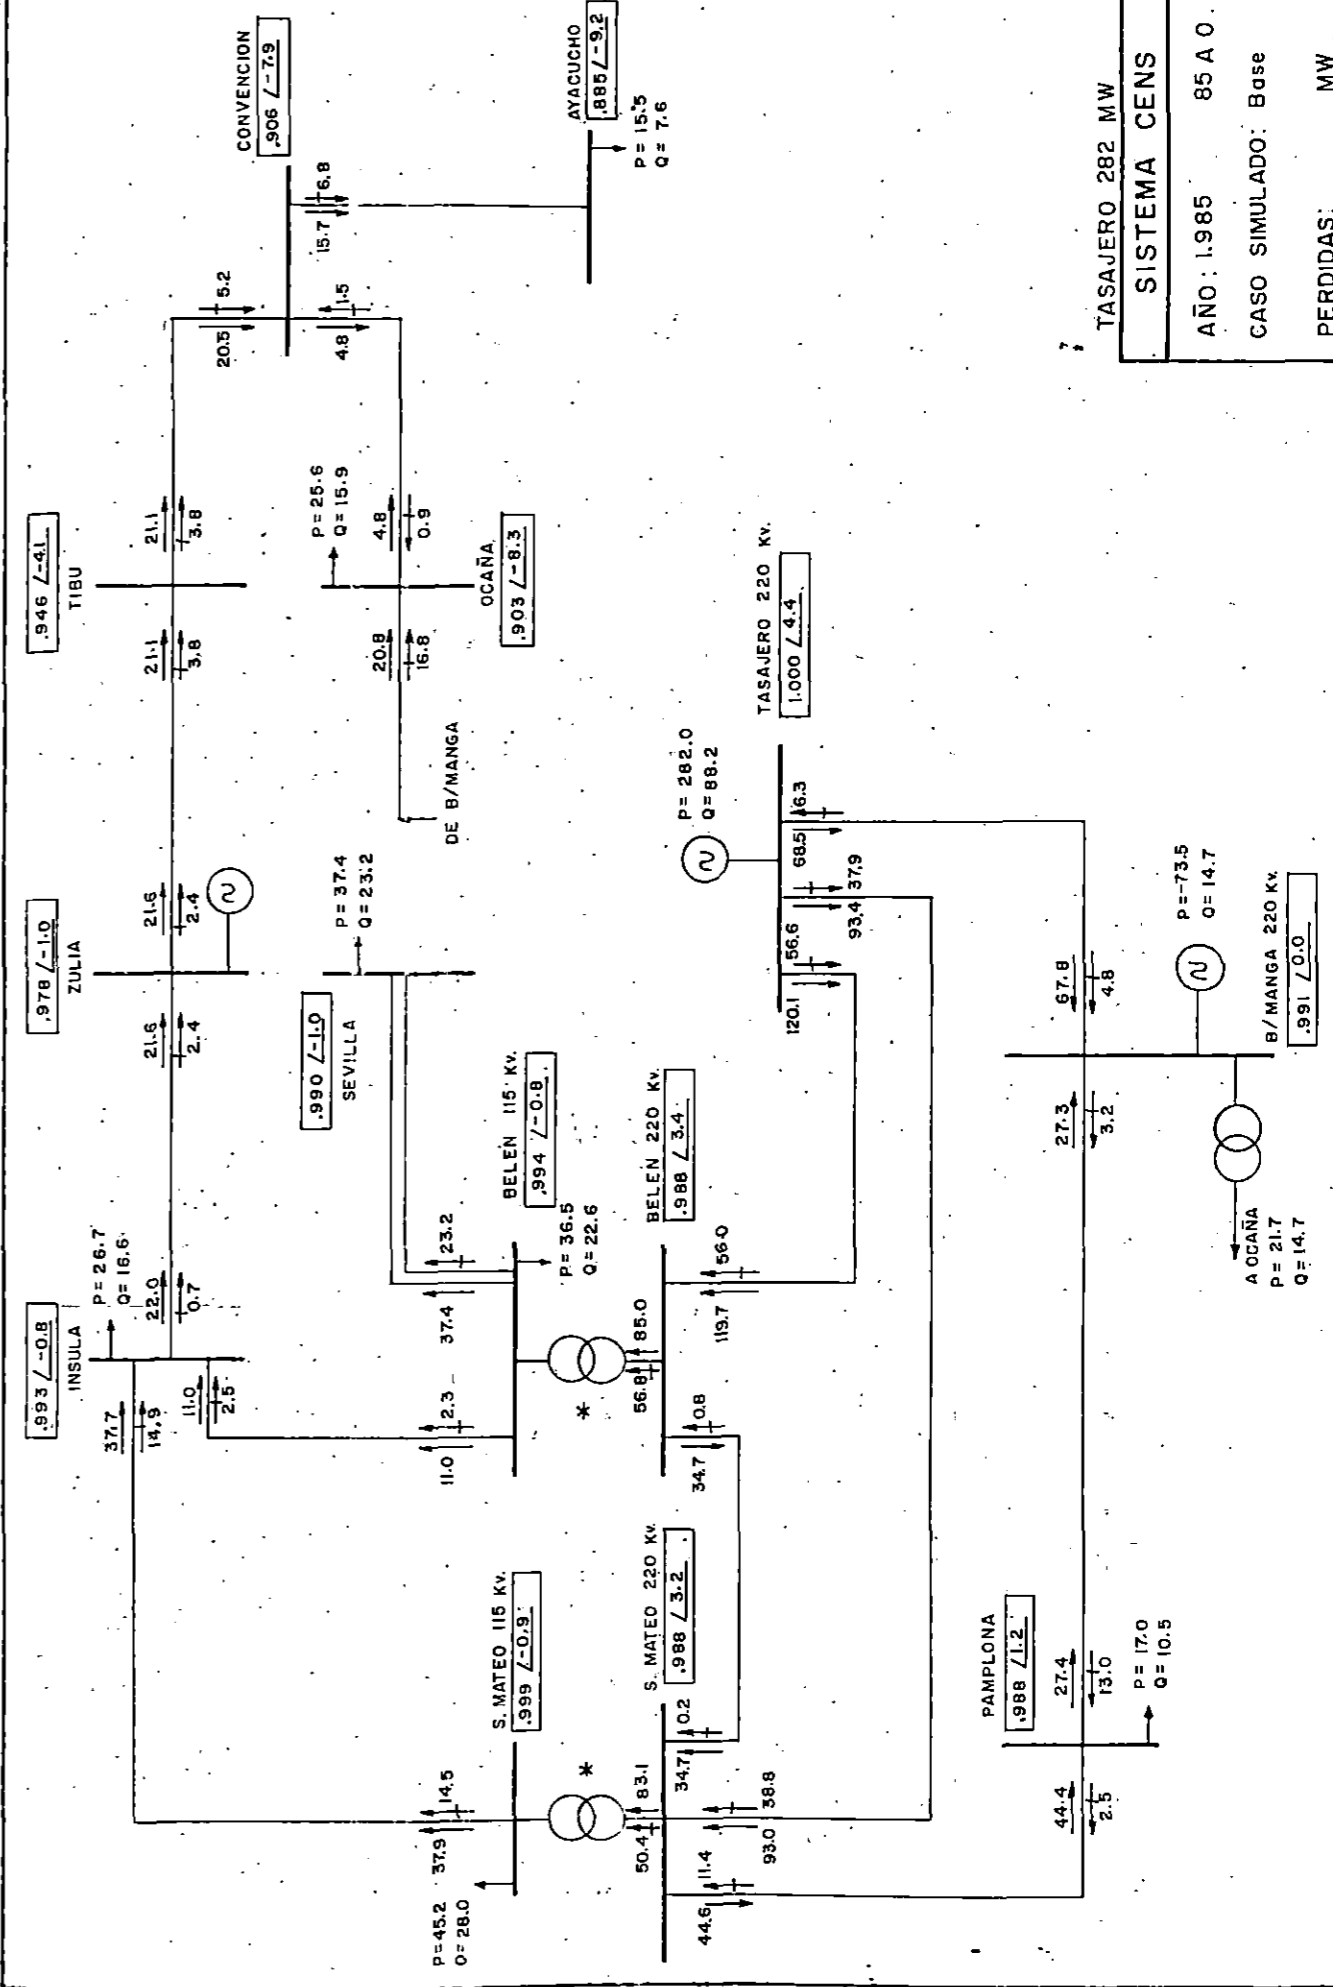 CONVENCION
.906 /-7.9
AYACUCHO
.885 /-9.2
P = 15.5
Q = 7.6
15.7
6.8
20.5
5.2
4.8
1.5
.946 /-4.1
TIBU
21.1
3.8
21.1
3.8
P = 25.6
Q = 15.9
4.8
0.9
OCAÑA
.903 /-8.3
20.8
16.8
DE B/MANGA
.978 /-1.0
ZULIA
21.6
2.4
21.6
2.4
P = 37.4
Q = 23.2
.990 /-1.0
SEVILLA
.993 /-0.8
INSULA
P = 26.7
Q = 16.6
22.0
0.7
37.7
14.9
11.0
2.5
BELEN 115 Kv.
.994 /-0.8
P = 36.5
Q = 22.6
37.4
23.2
11.0
2.3
*
56.8
85.0
BELEN 220 Kv.
.988 / 3.4
119.7
56.0
34.7
0.8
S. MATEO 115 Kv.
.999 /-0.9
P = 45.2
Q = 28.0
37.9
14.5
*
50.4
83.1
S. MATEO 220 Kv.
.988 / 3.2
34.7
0.2
93.0
38.8
44.6
11.4
TASAJERO 220 Kv.
1.000 / 4.4
P = 282.0
Q = 88.2
120.1
56.6
93.4
37.9
68.5
6.3
PAMPLONA
.988 /1.2
44.4
2.5
27.4
13.0
P = 17.0
Q = 10.5
27.3
3.2
67.8
4.8
P = -73.5
Q = 14.7
B/MANGA 220 Kv.
.991 / 0.0
A OCAÑA
P = 21.7
Q = 14.7
TASAJERO 282 MW
SISTEMA CENS
AÑO: 1.985 85 A 0.
CASO SIMULADO: Base
PERDIDAS: MW